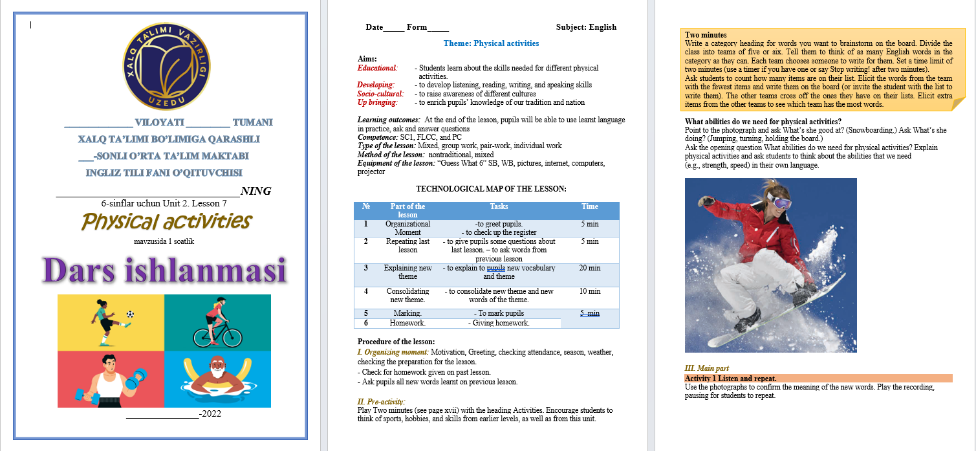 XALQ TALIMI VAZIRLIGI
UZEDU
____________ VILOYATI ________ TUMANI
XALQ TA'LIMI BO'LIMIGA QARASHLI
___-SONLI O'RTA TA'LIM MAKTABI
INGLIZ TILI FANI O'QITUVCHISI
________________________________NING
6-sinflar uchun Unit 2. Lesson 7
Physical activities
mavzusida 1 soatlik
Dars ishlanmasi
______________-2022
Date_____ Form_____ Subject: English
Theme: Physical activities
Aims:
Educational: - Students learn about the skills needed for different physical
activities.
Developing: - to develop listening, reading, writing, and speaking skills
Socio-cultural: - to raise awareness of different cultures
Up bringing: - to enrich pupils' knowledge of our tradition and nation
Learning outcomes: At the end of the lesson, pupils will be able to use learnt language
in practice, ask and answer questions
Competence: SC1, FLCC, and PC
Type of the lesson: Mixed, group work, pair-work, individual work
Method of the lesson: nontraditional, mixed
Equipment of the lesson: "Guess What 6" SB, WB, pictures, internet, computers,
projector
TECHNOLOGICAL MAP OF THE LESSON:
№ Part of the lesson Tasks Time
1 Organizational Moment -to greet pupils. - to check up the register 5 min
2 Repeating last lesson - to give pupils some questions about last lesson. – to ask words from previous lesson 5 min
3 Explaining new theme - to explain to pupils new vocabulary and theme 20 min
4 Consolidating new theme. - to consolidate new theme and new words of the theme. 10 min
5 Marking. - To mark pupils 5 min
6 Homework. - Giving homework.
Procedure of the lesson:
I. Organizing moment: Motivation, Greeting, checking attendance, season, weather,
checking the preparation for the lesson.
- Check for homework given on past lesson.
- Ask pupils all new words learnt on previous lesson.
II. Pre-activity:
Play Two minutes (see page xvii) with the heading Activities. Encourage students to
think of sports, hobbies, and skills from earlier levels, as well as from this unit.
Two minutes
Write a category heading for words you want to brainstorm on the board. Divide the
class into teams of five or six. Tell them to think of as many English words in the
category as they can. Each team chooses someone to write for them. Set a time limit of
two minutes (use a timer if you have one or say Stop writing! after two minutes).
Ask students to count how many items are on their list. Elicit the words from the team
with the fewest items and write them on the board (or invite the student with the list to
write them). The other teams cross off the ones they have on their lists. Elicit extra
items from the other teams to see which team has the most words.
What abilities do we need for physical activities?
Point to the photograph and ask What's she good at? (Snowboarding.) Ask What's she
doing? (Jumping, turning, holding the board.)
Ask the opening question What abilities do we need for physical activities? Explain
physical activities and ask students to think about the abilities that we need
(e.g., strength, speed) in their own language.
III. Main part
Activity 1 Listen and repeat.
Use the photographs to confirm the meaning of the new words. Play the recording,
pausing for students to repeat.